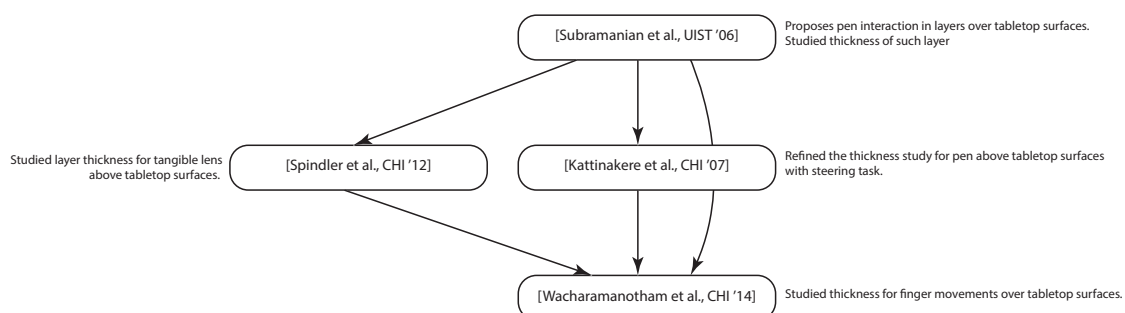 [Subramanian et al., UIST '06]
Proposes pen interaction in layers over tabletop surfaces.
Studied thickness of such layer
Studied layer thickness for tangible lens
above tabletop surfaces.
[Spindler et al., CHI '12]
[Kattinakere et al., CHI '07]
Refined the thickness study for pen above tabletop surfaces
with steering task.
[Wacharamanotham et al., CHI '14]
Studied thickness for finger movements over tabletop surfaces.